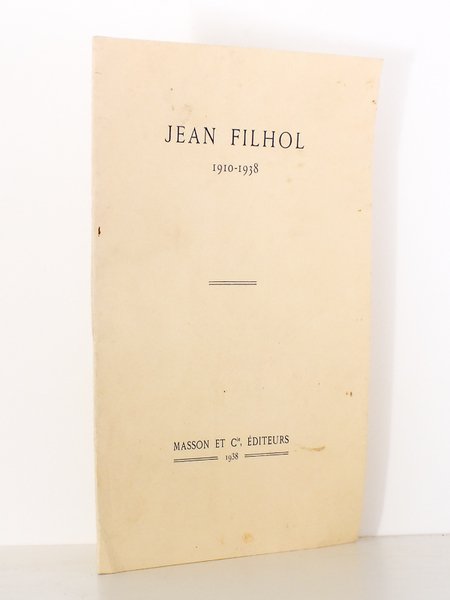 JEAN FILHOL
1910-1938
MASSON ET Cie, ÉDITEURS
1938